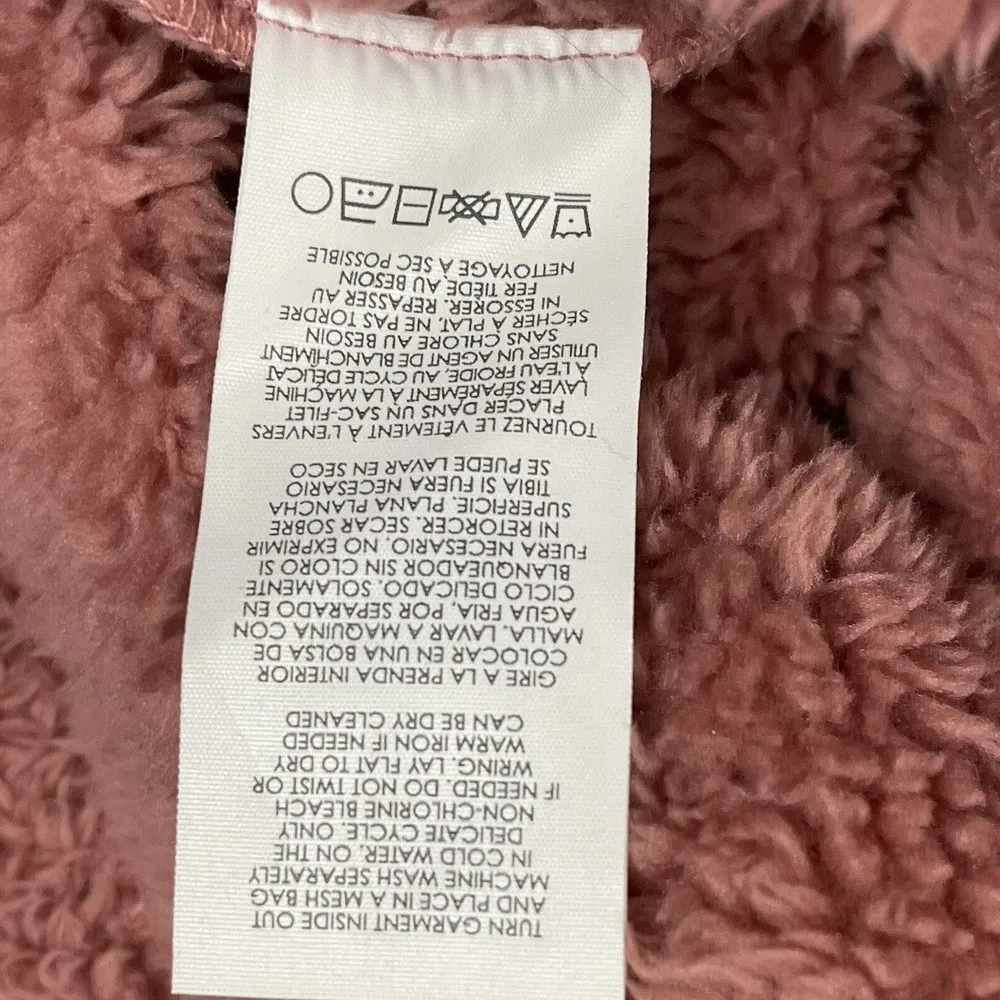 TURN GARMENT INSIDE OUT
AND PLACE IN A MESH BAG
MACHINE WASH SEPARATELY
IN COLD WATER, ON THE
DELICATE CYCLE. ONLY
NON-CHLORINE BLEACH
IF NEEDED. DO NOT TWIST OR
WRING. LAY FLAT TO DRY
WARM IRON IF NEEDED
CAN BE DRY CLEANED
GIRE A LA PRENDA INTERIOR
COLOCAR EN UNA BOLSA DE
MALLA. LAVAR A MAQUINA CON
AGUA FRIA, POR SEPARADO EN
CICLO DELICADO. SOLAMENTE
BLANQUEADOR SIN CLORO SI
FUERA NECESARIO. NO EXPRIMIR
NI RETORCER. SECAR SOBRE
SUPERFICIE. PLANA PLANCHA
TIBIA SI FUERA NECESARIO
SE PUEDE LAVAR EN SECO
TOURNEZ LE VÊTEMENT À L'ENVERS
PLACER DANS UN SAC-FILET
LAVER SÉPARÉMENT À LA MACHINE
À L'EAU FROIDE, AU CYCLE DÉLICAT
UTILISER UN AGENT DE BLANCHÎMENT
SANS CHLORE AU BESOIN
SÉCHER A PLAT, NE PAS TORDRE
NI ESSORER. REPASSER AU
FER TIÈDE AU BESOIN
NETTOYAGE A SEC POSSIBLE